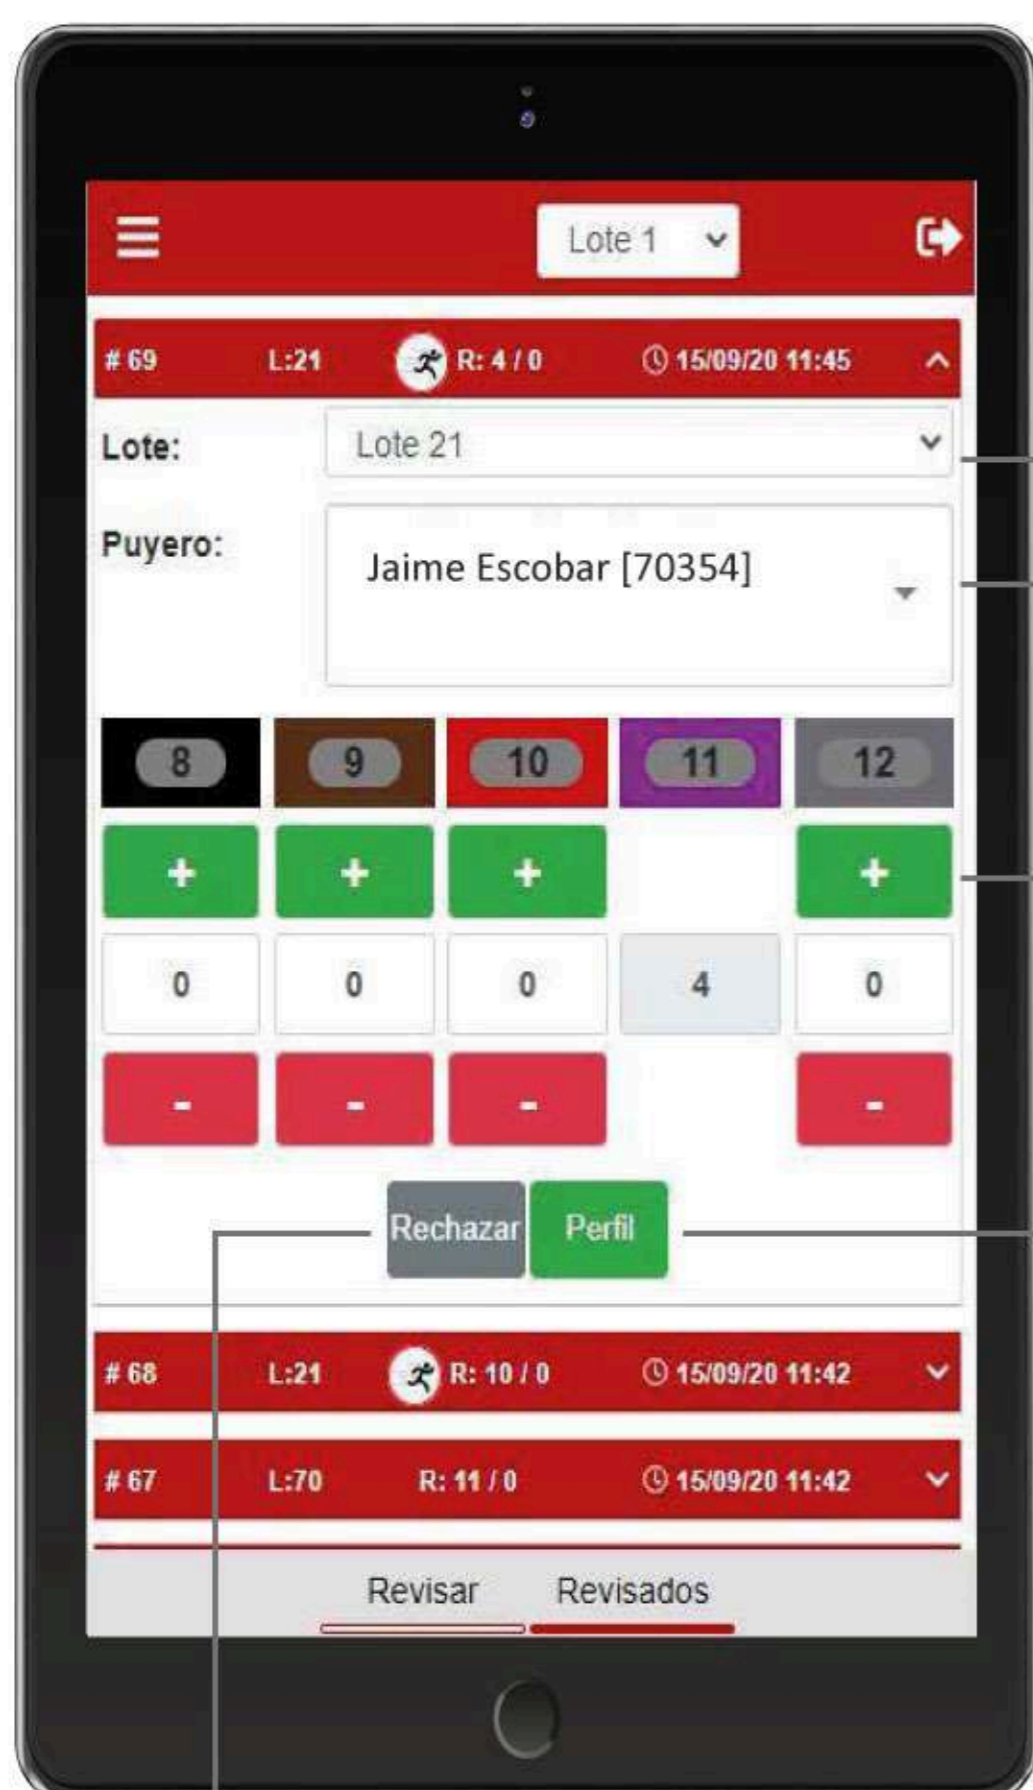 Lote 1
# 69 L:21 R: 4 / 0 15/09/20 11:45
Lote: Lote 21
Puyero: Jaime Escobar [70354]
8 9 10 11 12
+ + + +
0 0 0 4 0
- - - -
Rechazar Perfil
# 68 L:21 R: 10 / 0 15/09/20 11:42
# 67 L:70 R: 11 / 0 15/09/20 11:42
Revisar Revisados